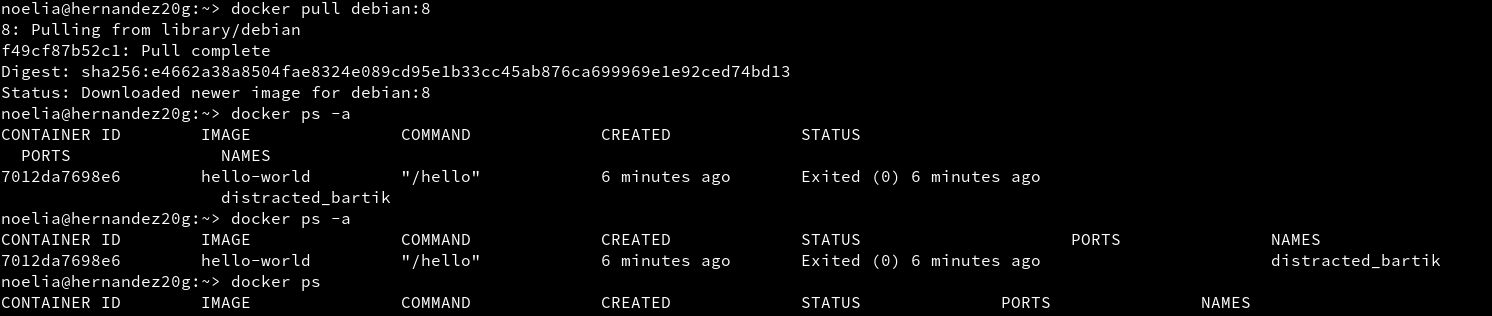 noelia@hernandez20g:~> docker pull debian:8
8: Pulling from library/debian
f49cf87b52c1: Pull complete
Digest: sha256:e4662a38a8504fae8324e089cd95e1b33cc45ab876ca699969e1e92ced74bd13
Status: Downloaded newer image for debian:8
noelia@hernandez20g:~> docker ps -a
CONTAINER ID        IMAGE               COMMAND             CREATED             STATUS
  PORTS               NAMES
7012da7698e6        hello-world         "/hello"            6 minutes ago       Exited (0) 6 minutes ago
                      distracted_bartik
noelia@hernandez20g:~> docker ps -a
CONTAINER ID        IMAGE               COMMAND             CREATED             STATUS                     PORTS               NAMES
7012da7698e6        hello-world         "/hello"            6 minutes ago       Exited (0) 6 minutes ago                       distracted_bartik
noelia@hernandez20g:~> docker ps
CONTAINER ID        IMAGE               COMMAND             CREATED             STATUS              PORTS               NAMES